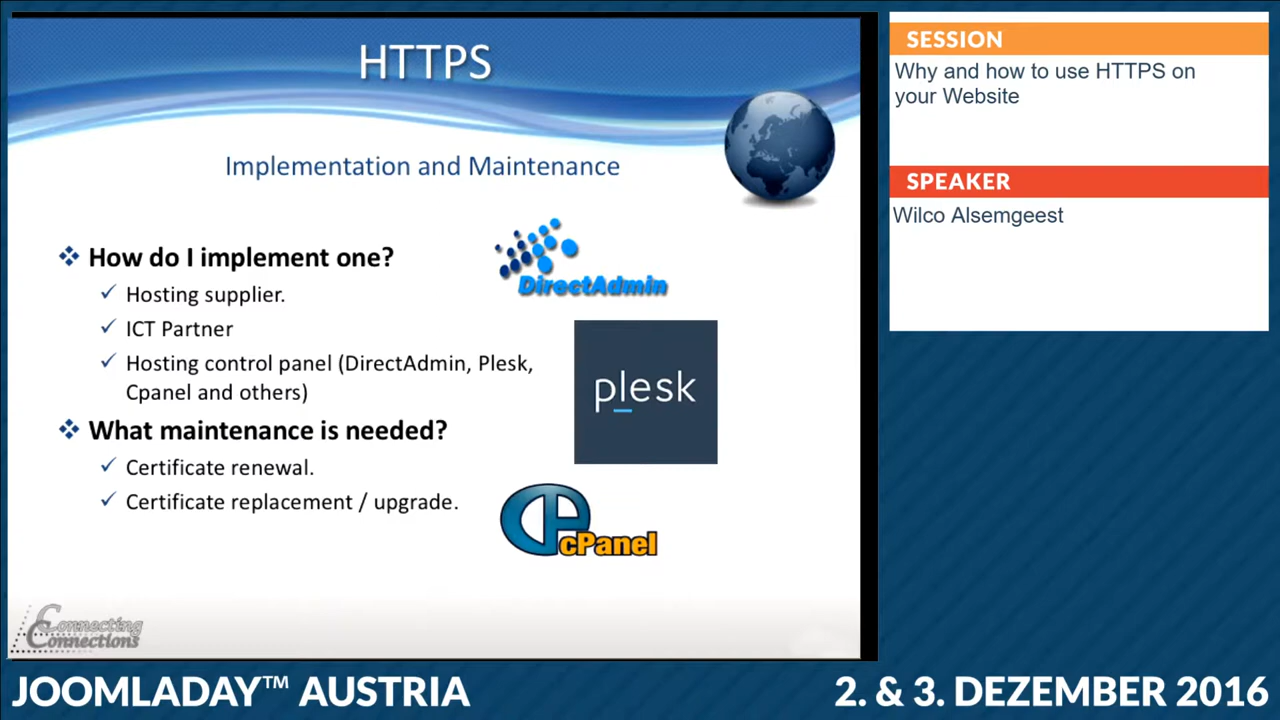 HTTPS
Implementation and Maintenance
How do I implement one?
Hosting supplier.
ICT Partner
Hosting control panel (DirectAdmin, Plesk,
Cpanel and others)
What maintenance is needed?
Certificate renewal.
Certificate replacement / upgrade.
DirectAdmin
plesk
cPanel
Connecting
Connections
SESSION
Why and how to use HTTPS on
your Website
SPEAKER
Wilco Alsemgeest
JOOMLADAY™ AUSTRIA
2. & 3. DEZEMBER 2016